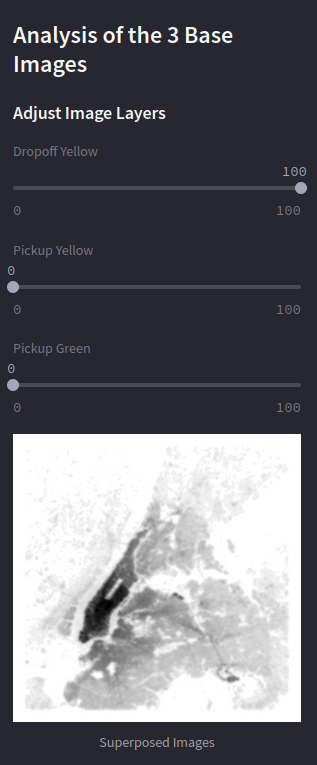 Analysis of the 3 Base
Images
Adjust Image Layers
Dropoff Yellow
100
0 100
Pickup Yellow
0
0 100
Pickup Green
0
0 100
Superposed Images